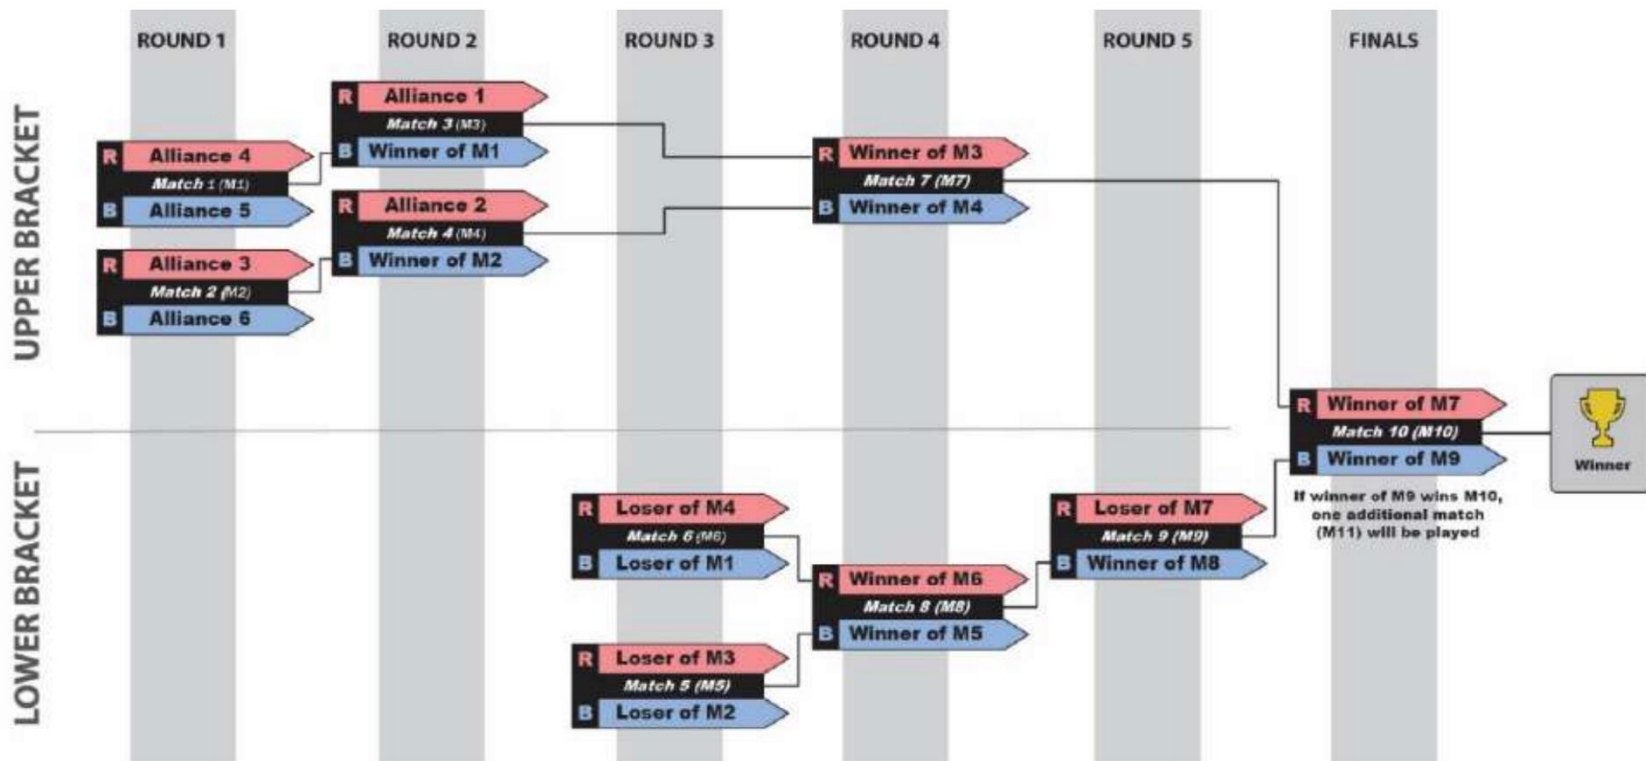 ROUND 1 ROUND 2 ROUND 3 ROUND 4 ROUND 5 FINALS
UPPER BRACKET
R Alliance 4
Match 1 (M1)
B Alliance 5
R Alliance 3
Match 2 (M2)
B Alliance 6
R Alliance 1
Match 3 (M3)
B Winner of M1
R Alliance 2
Match 4 (M4)
B Winner of M2
R Winner of M3
Match 7 (M7)
B Winner of M4
LOWER BRACKET
R Loser of M4
Match 6 (M6)
B Loser of M1
R Loser of M3
Match 5 (M5)
B Loser of M2
R Winner of M6
Match 8 (M8)
B Winner of M5
R Loser of M7
Match 9 (M9)
B Winner of M8
R Winner of M7
Match 10 (M10)
B Winner of M9
If winner of M9 wins M10,
one additional match
(M11) will be played
Winner